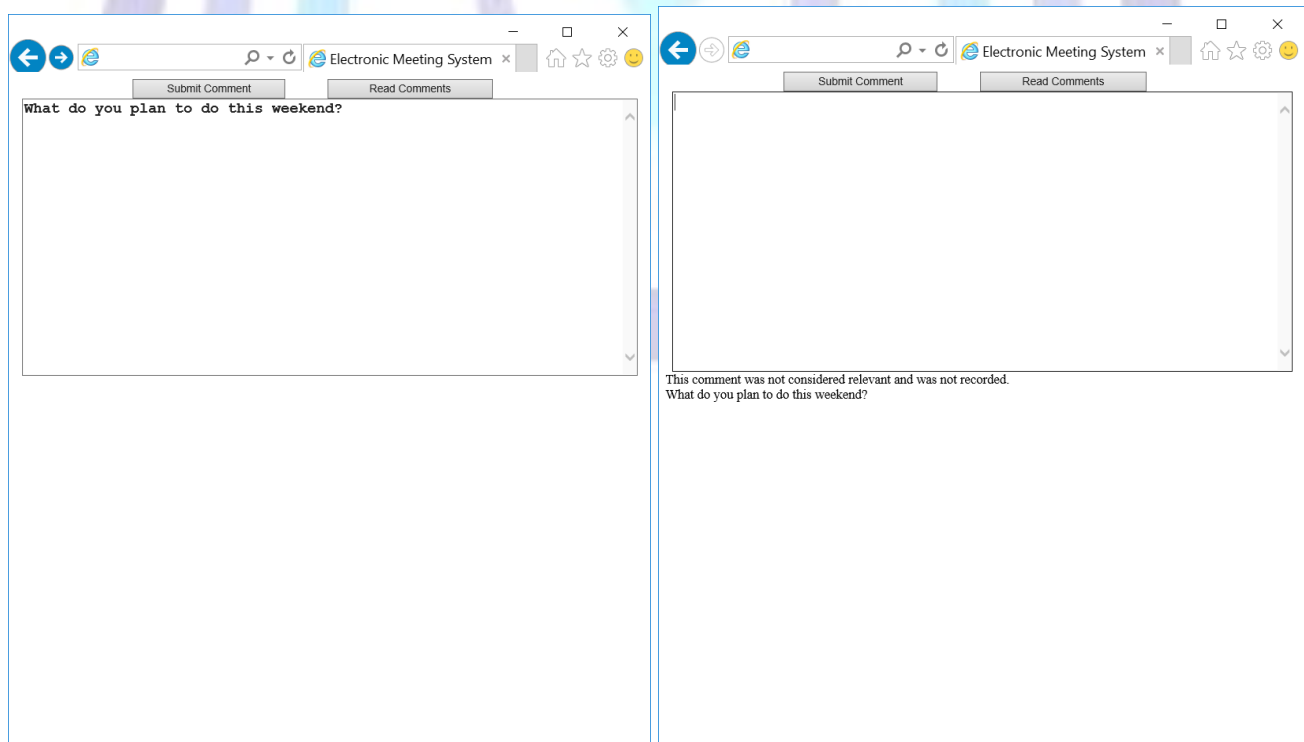 Electronic Meeting System
Submit Comment
Read Comments
What do you plan to do this weekend?
Electronic Meeting System
Submit Comment
Read Comments
This comment was not considered relevant and was not recorded.
What do you plan to do this weekend?